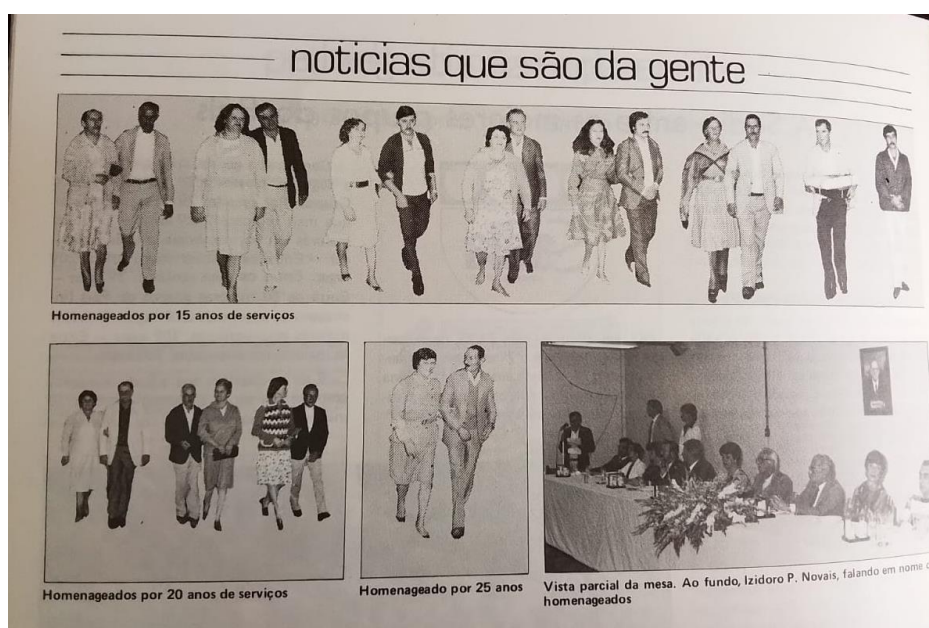 noticias que são da gente
Homenageados por 15 anos de serviços
Homenageados por 20 anos de serviços
Homenageado por 25 anos
Vista parcial da mesa. Ao fundo, Izidoro P. Novais, falando em nome
homenageados